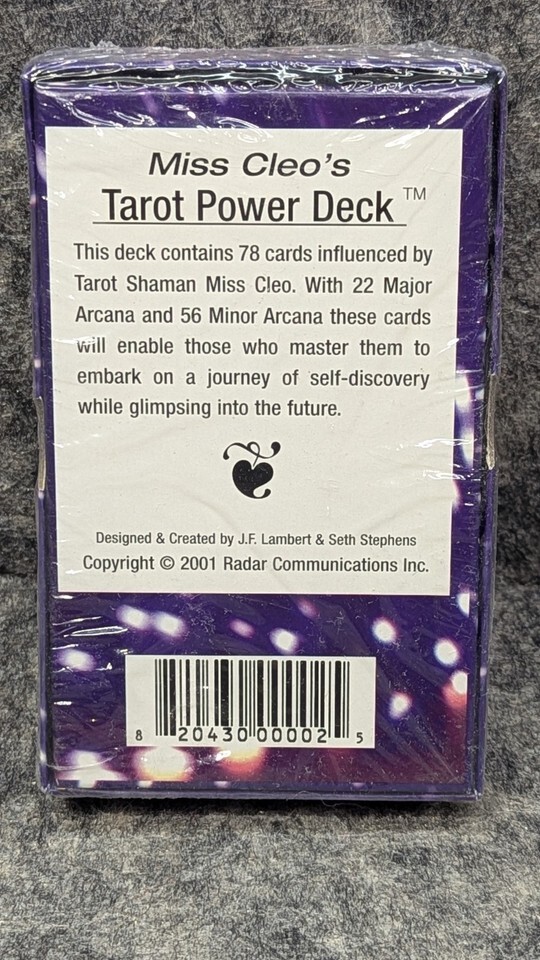 Miss Cleo's
Tarot Power Deck ™
This deck contains 78 cards influenced by
Tarot Shaman Miss Cleo. With 22 Major
Arcana and 56 Minor Arcana these cards
will enable those who master them to
embark on a journey of self-discovery
while glimpsing into the future.
Designed & Created by J.F. Lambert & Seth Stephens
Copyright © 2001 Radar Communications Inc.
8 20430 00002 5